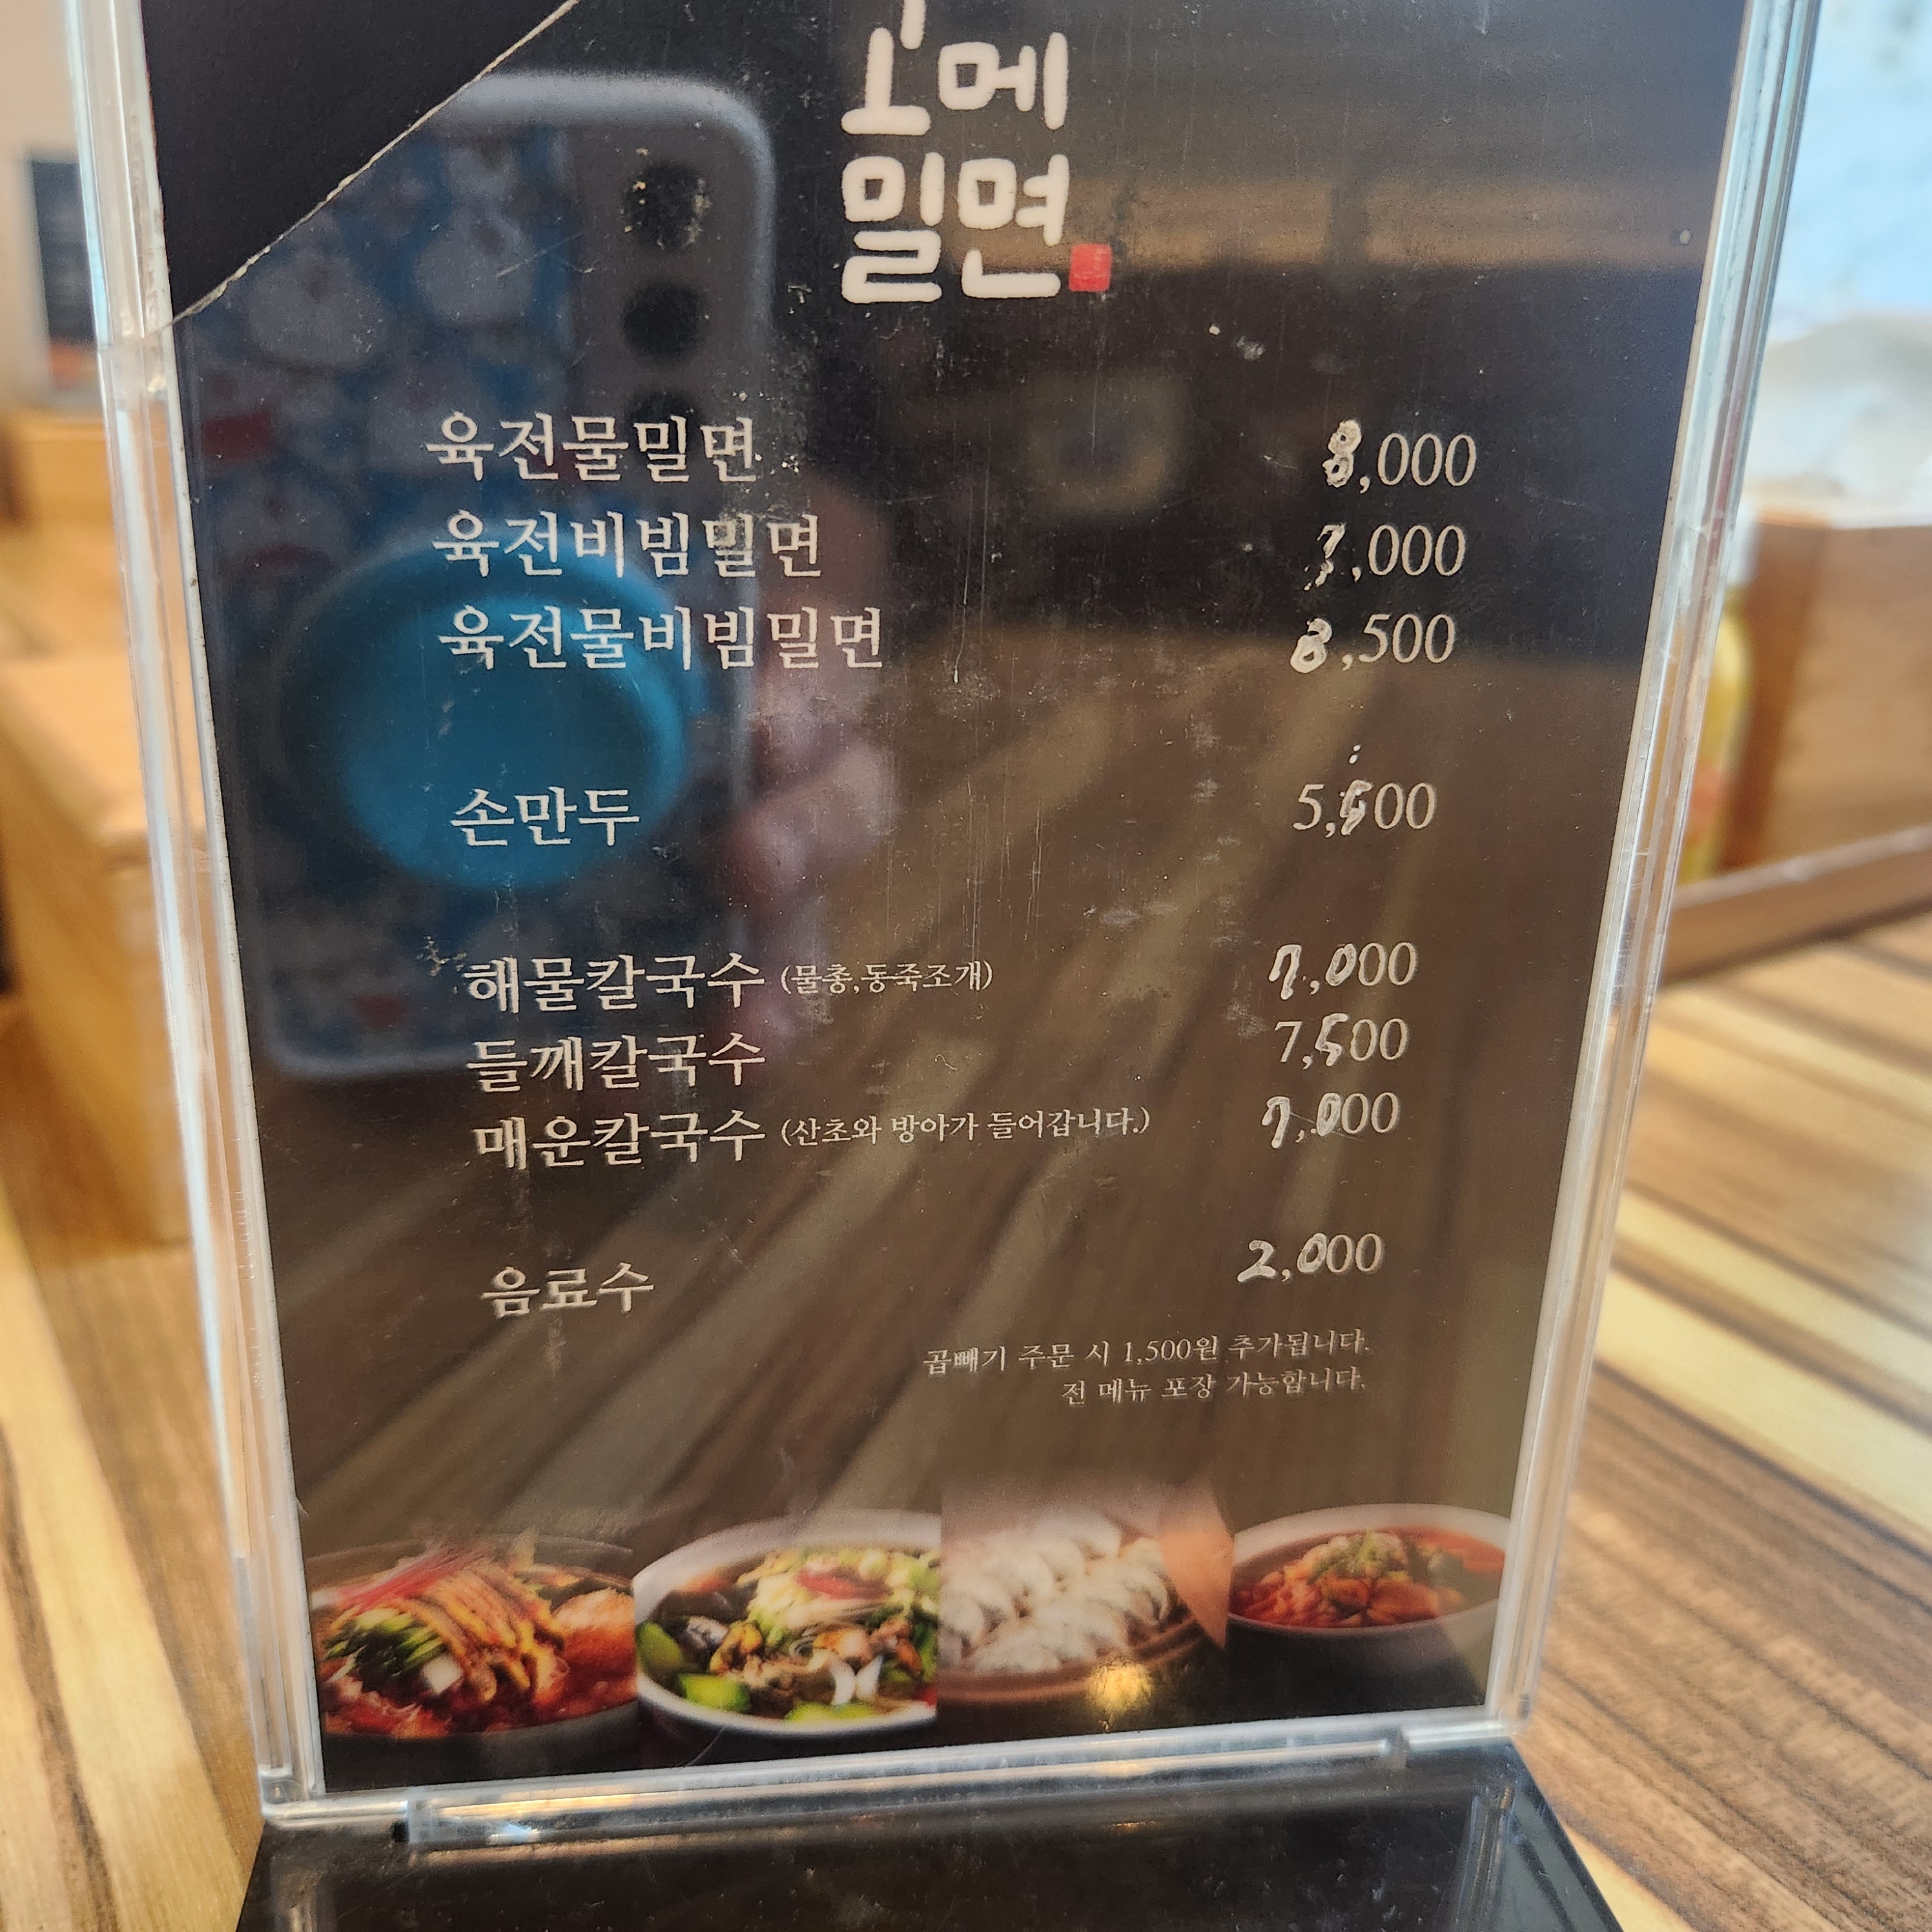 메
밀면
육전물밀면 8,000
육전비빔밀면 ,000
육전물비빔밀면 8,500
손만두 5,500
해물칼국수 (물총,동죽조개) 7,000
들깨칼국수 7,500
매운칼국수 (산초와 방아가 들어갑니다.) 7,000
음료수 2,000
곱빼기 주문 시 1,500원 추가됩니다.
전 메뉴 포장 가능합니다.